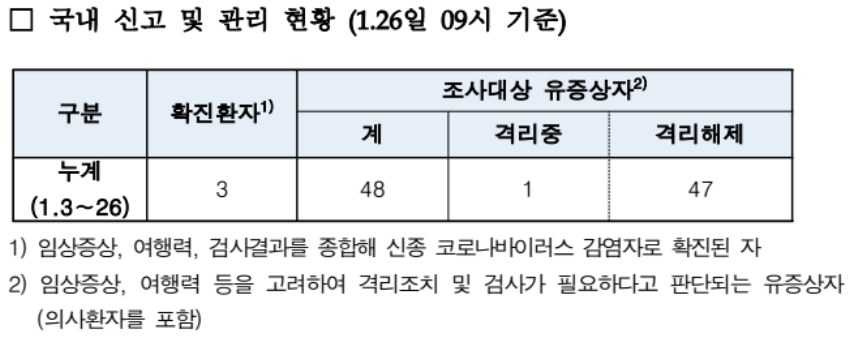 □ 국내 신고 및 관리 현황 (1.26일 09시 기준)
구분 확진환자1) 조사대상 유증상자2)
계 격리중 격리해제
누계
(1.3~26) 3 48 1 47
1) 임상증상, 여행력, 검사결과를 종합해 신종 코로나바이러스 감염자로 확진된 자
2) 임상증상, 여행력 등을 고려하여 격리조치 및 검사가 필요하다고 판단되는 유증상자
(의사환자를 포함)